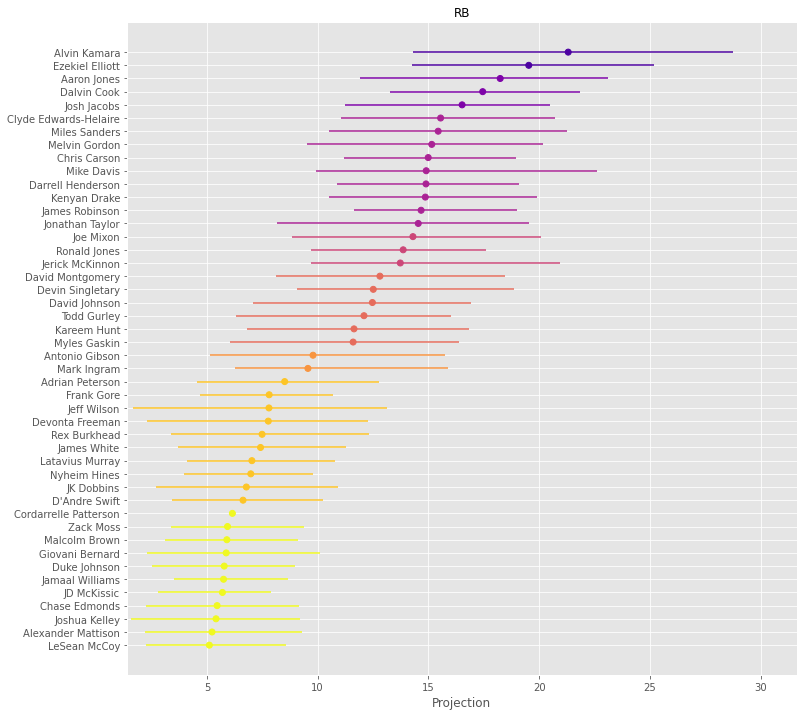 RB
Alvin Kamara
Ezekiel Elliott
Aaron Jones
Dalvin Cook
Josh Jacobs
Clyde Edwards-Helaire
Miles Sanders
Melvin Gordon
Chris Carson
Mike Davis
Darrell Henderson
Kenyan Drake
James Robinson
Jonathan Taylor
Joe Mixon
Ronald Jones
Jerick McKinnon
David Montgomery
Devin Singletary
David Johnson
Todd Gurley
Kareem Hunt
Myles Gaskin
Antonio Gibson
Mark Ingram
Adrian Peterson
Frank Gore
Jeff Wilson
Devonta Freeman
Rex Burkhead
James White
Latavius Murray
Nyheim Hines
JK Dobbins
D'Andre Swift
Cordarrelle Patterson
Zack Moss
Malcolm Brown
Giovani Bernard
Duke Johnson
Jamaal Williams
JD McKissic
Chase Edmonds
Joshua Kelley
Alexander Mattison
LeSean McCoy
5 10 15 20 25 30
Projection